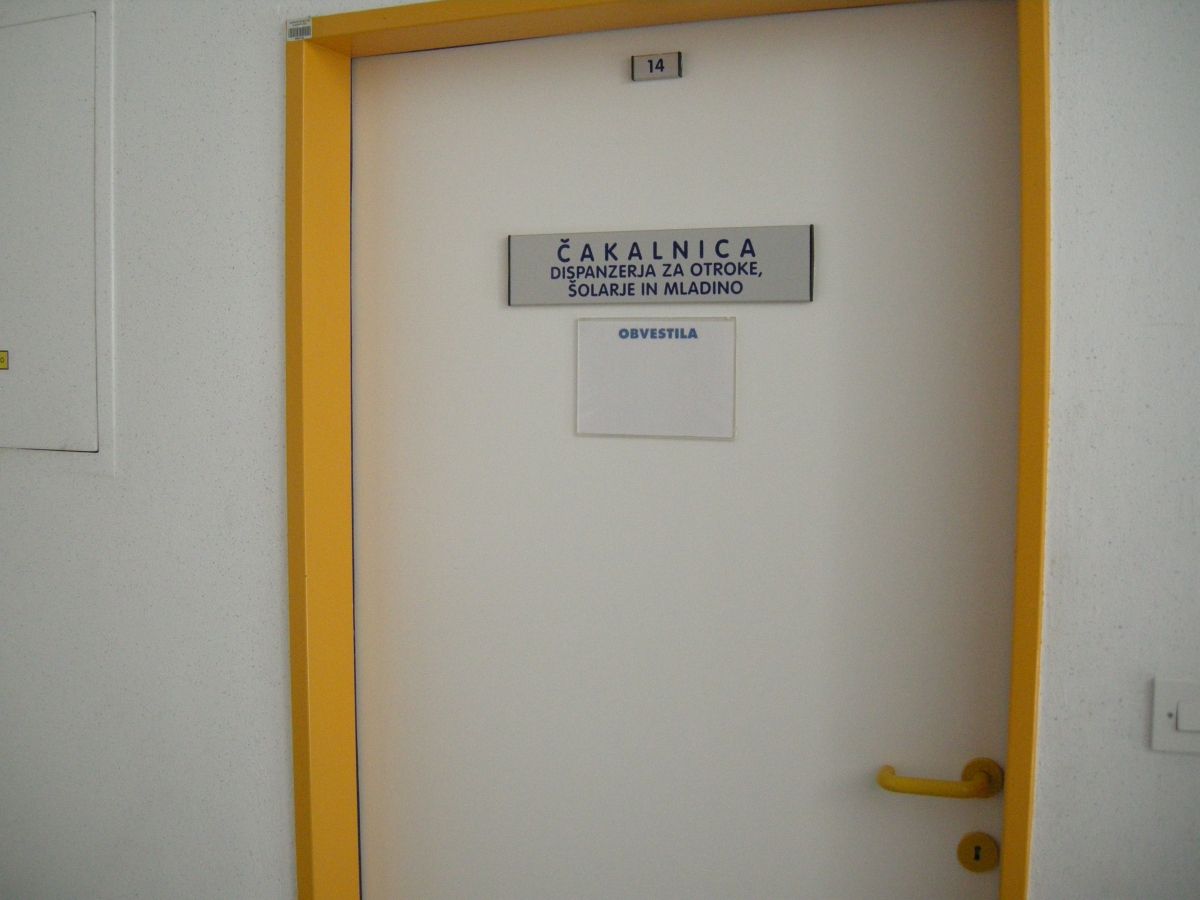 14
ČAKALNICA
DISPANZERJA ZA OTROKE,
ŠOLARJE IN MLADINO
OBVESTILA